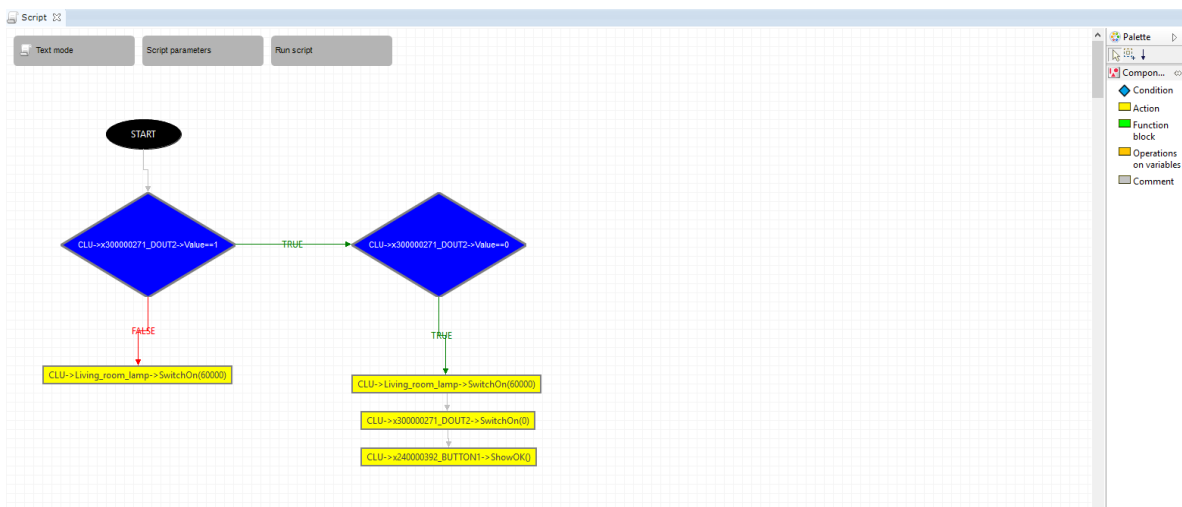 Script
Text mode
Script parameters
Run script
Palette
Compon...
Condition
Action
Function
block
Operations
on variables
Comment
START
CLU->x300000271_DOUT2->Value==1
TRUE
CLU->x300000271_DOUT2->Value==0
FALSE
TRUE
CLU->Living_room_lamp->SwitchOn(60000)
CLU->Living_room_lamp->SwitchOn(60000)
CLU->x300000271_DOUT2->SwitchOn(0)
CLU->x240000392_BUTTON1->ShowOK()